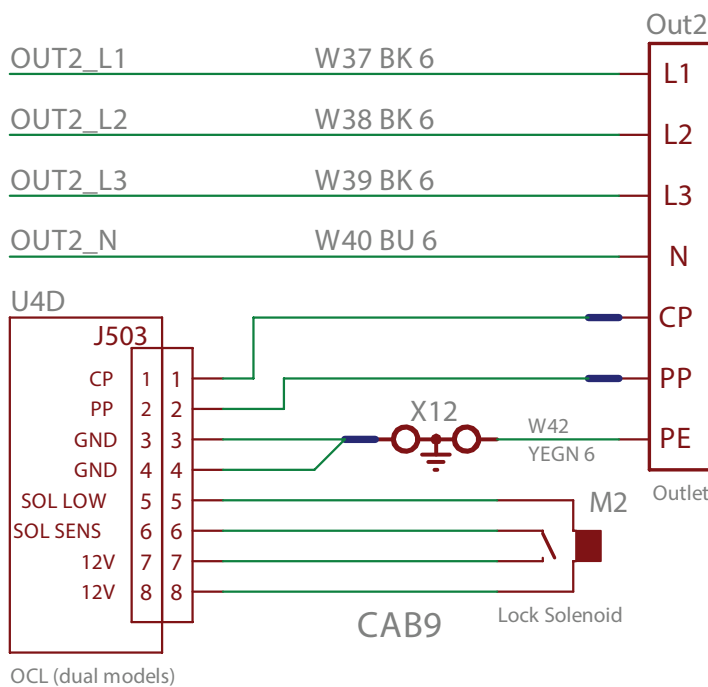 Out2
OUT2_L1 W37 BK 6 L1
OUT2_L2 W38 BK 6 L2
OUT2_L3 W39 BK 6 L3
OUT2_N W40 BU 6 N
U4D
CP
J503
CP 1 1
PP
PP 2 2
X12
GND 3 3 W42 PE
YEGN 6
GND 4 4
Outlet
SOL LOW 5 5 M2
SOL SENS 6 6
12V 7 7
12V 8 8
Lock Solenoid
CAB9
OCL (dual models)